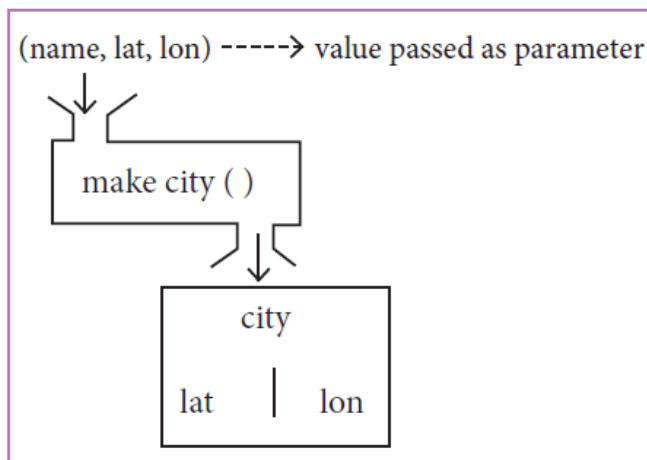 (name, lat, lon) -----> value passed as parameter
make city ( )
city
lat | lon